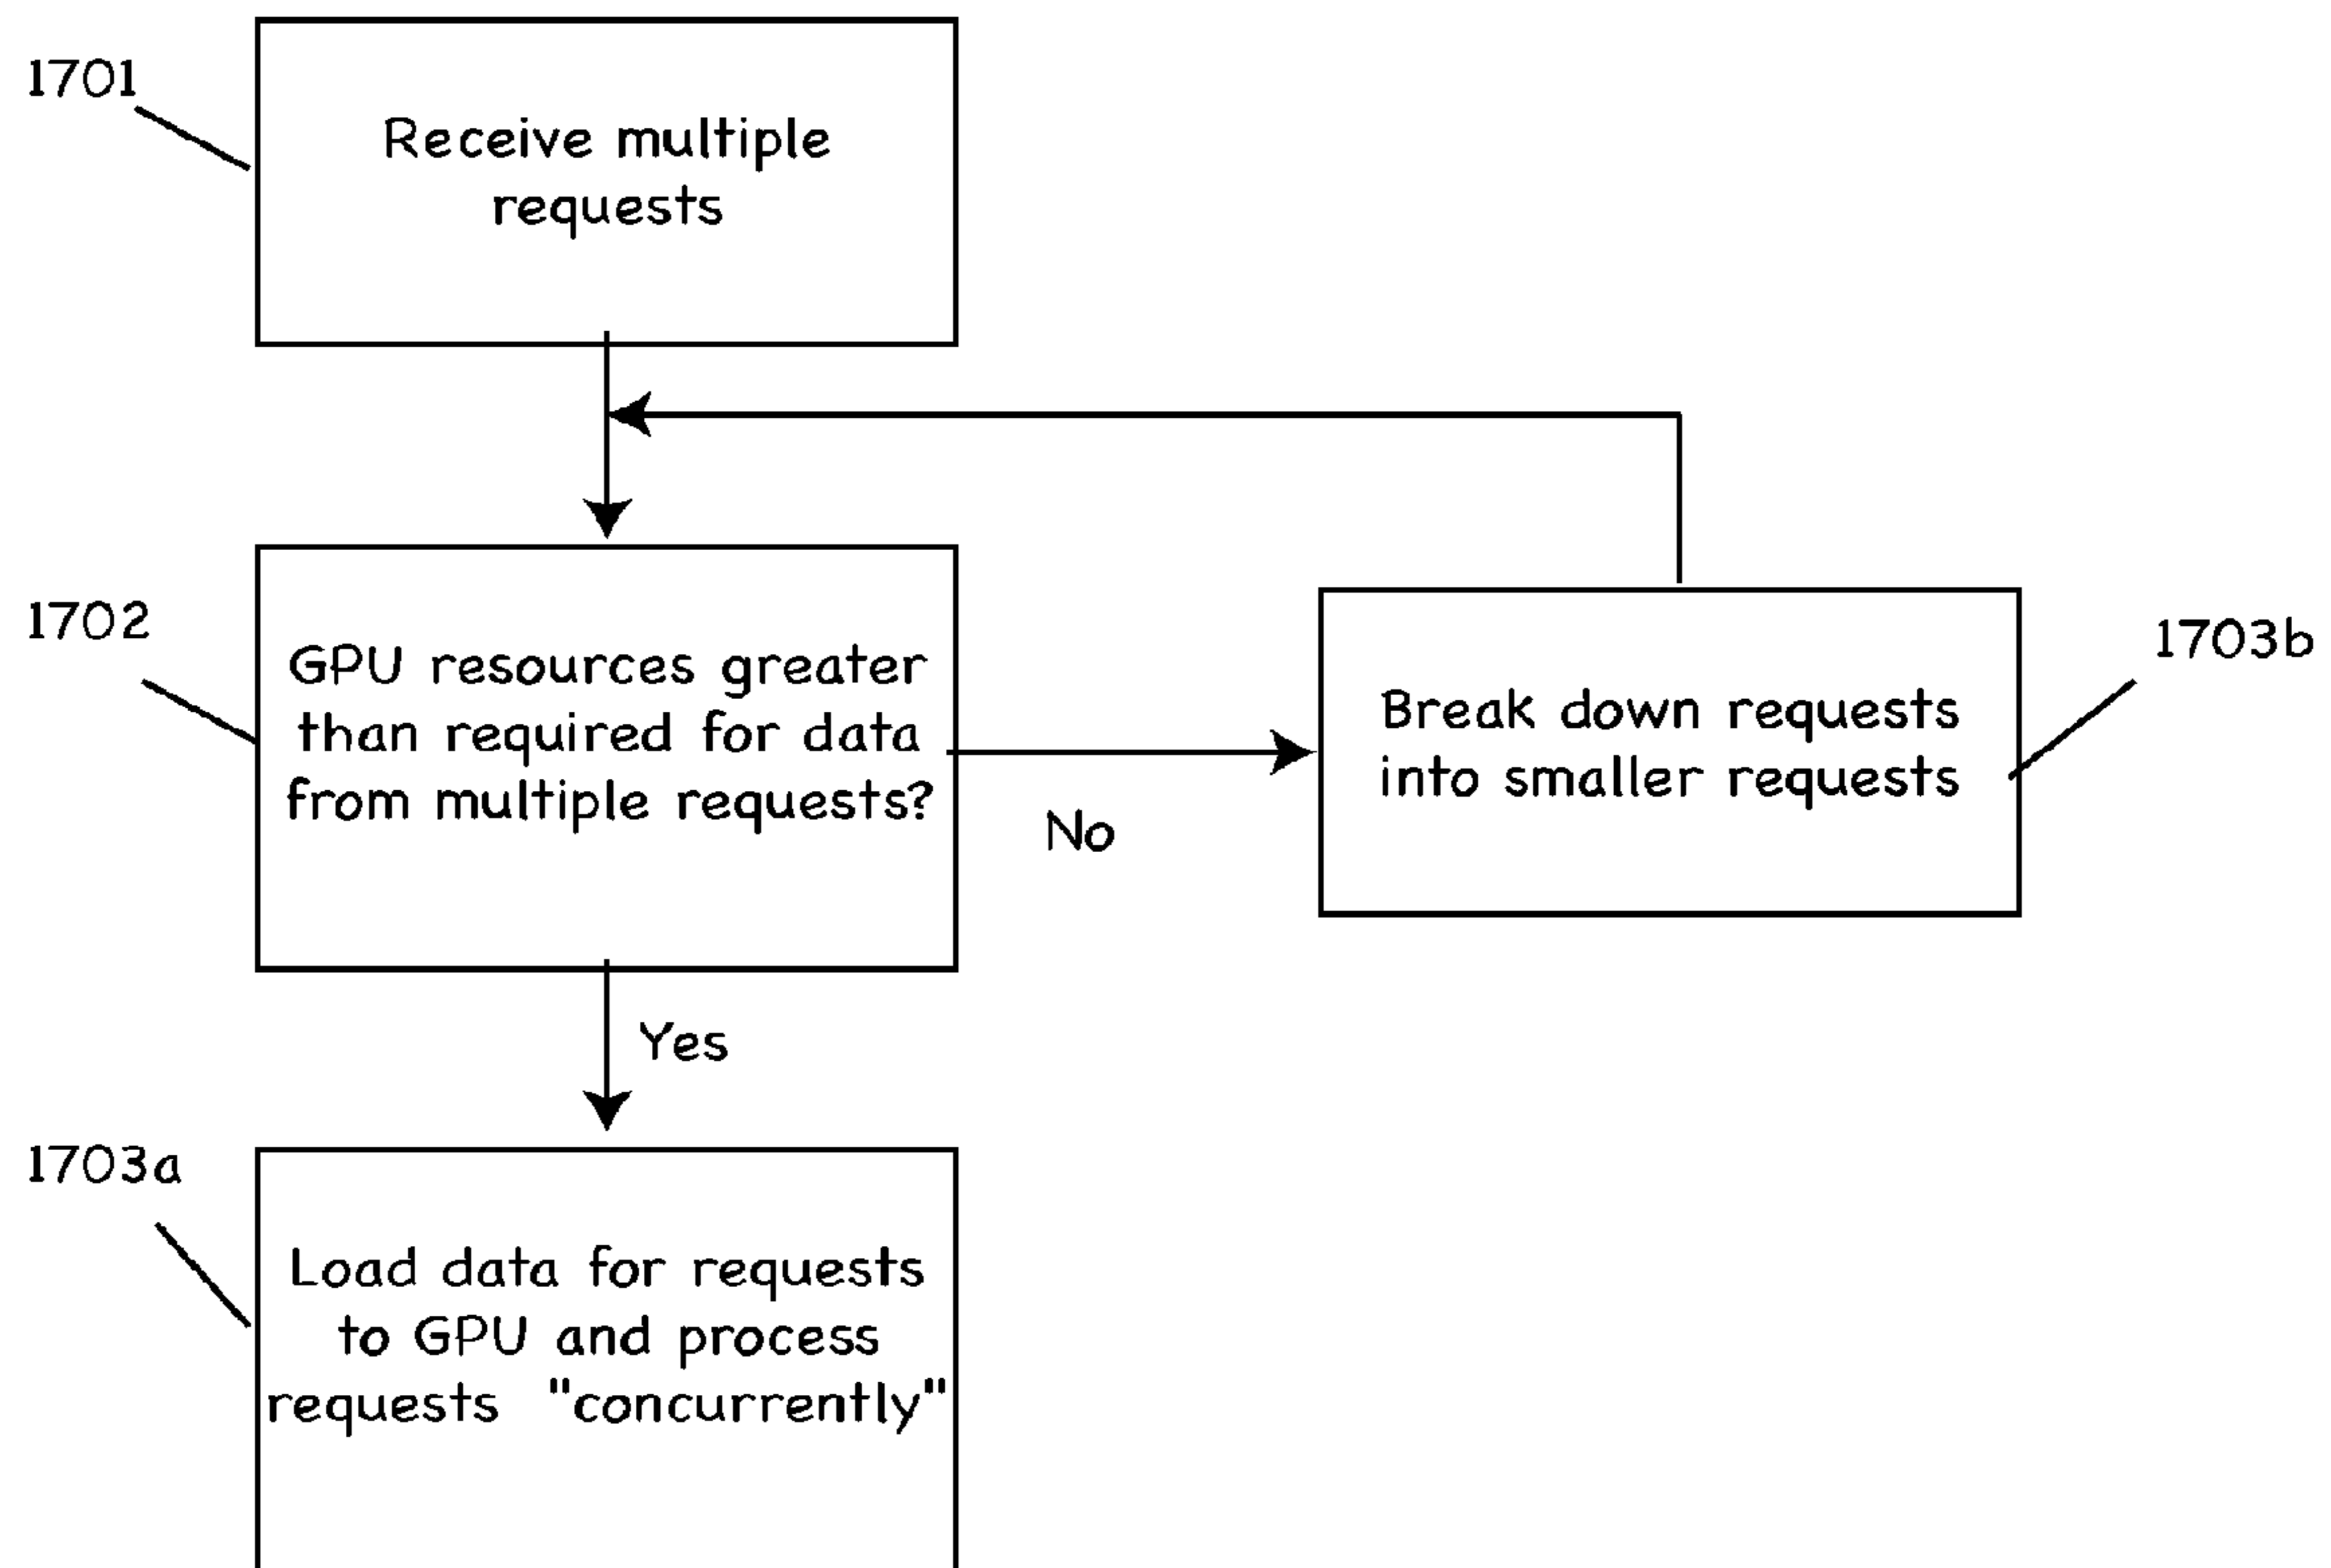 1701
Receive multiple
requests
1702
GPU resources greater
than required for data
from multiple requests?
No
1703b
Break down requests
into smaller requests
Yes
1703a
Load data for requests
to GPU and process
requests "concurrently"